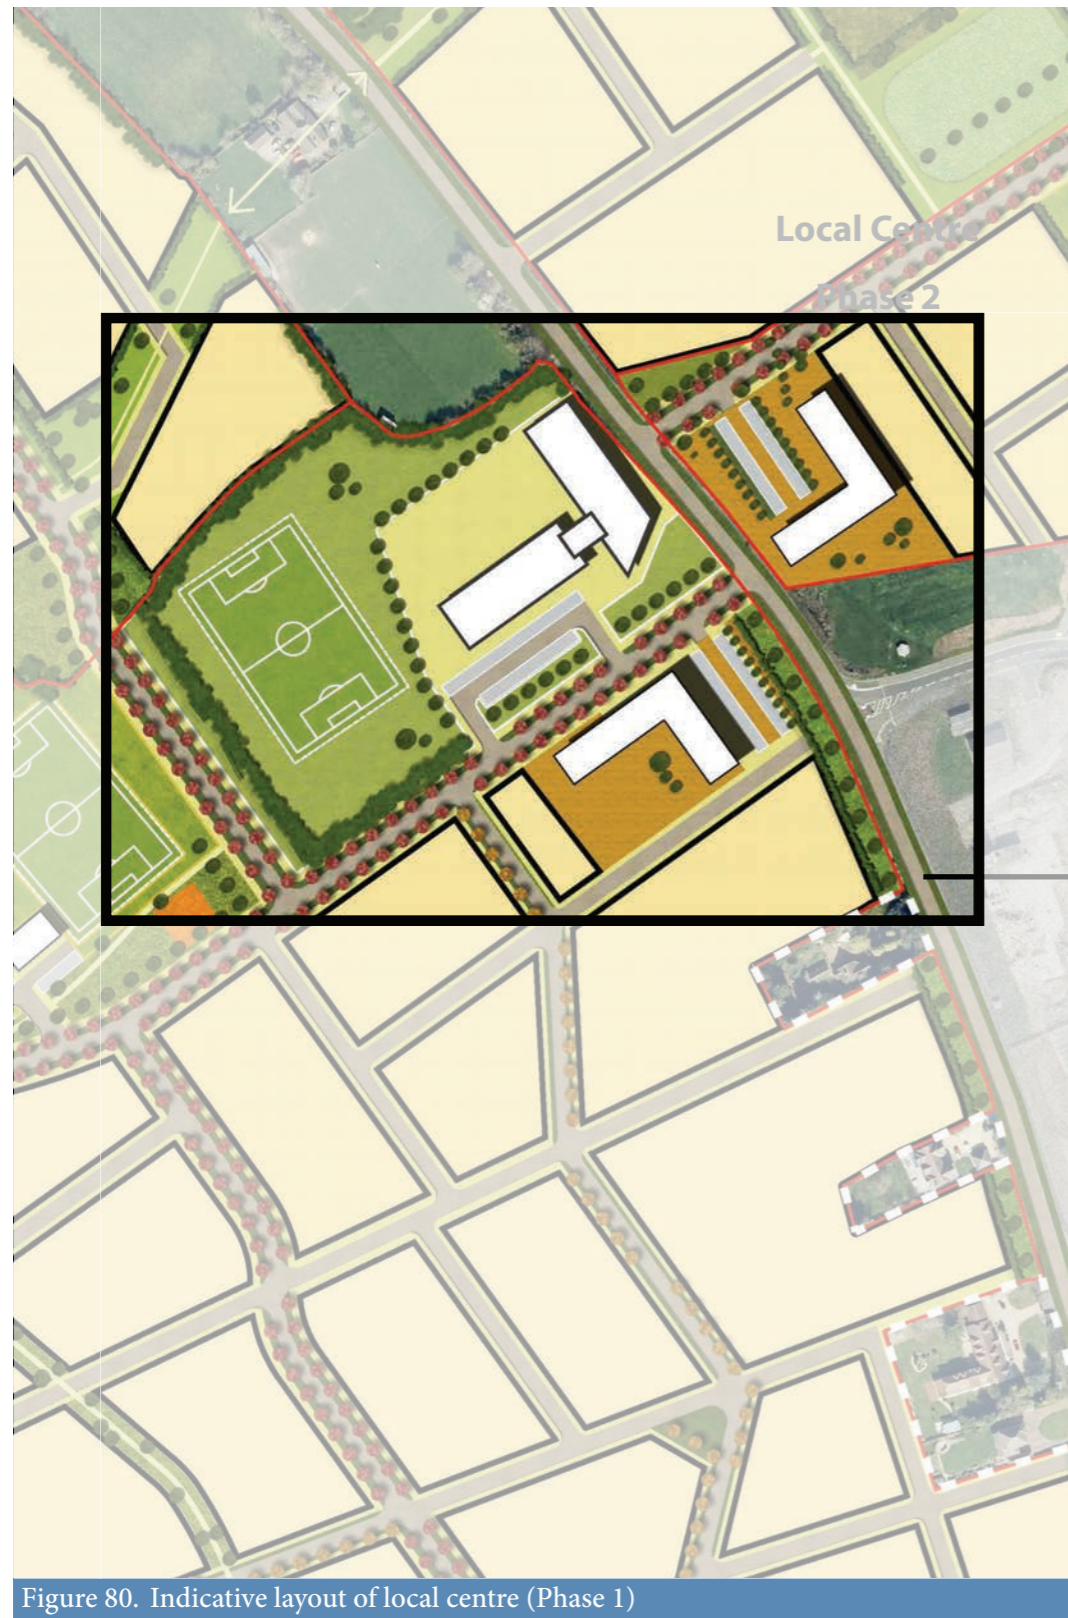 Local Centre
Phase 2
Figure 80. Indicative layout of local centre (Phase 1)